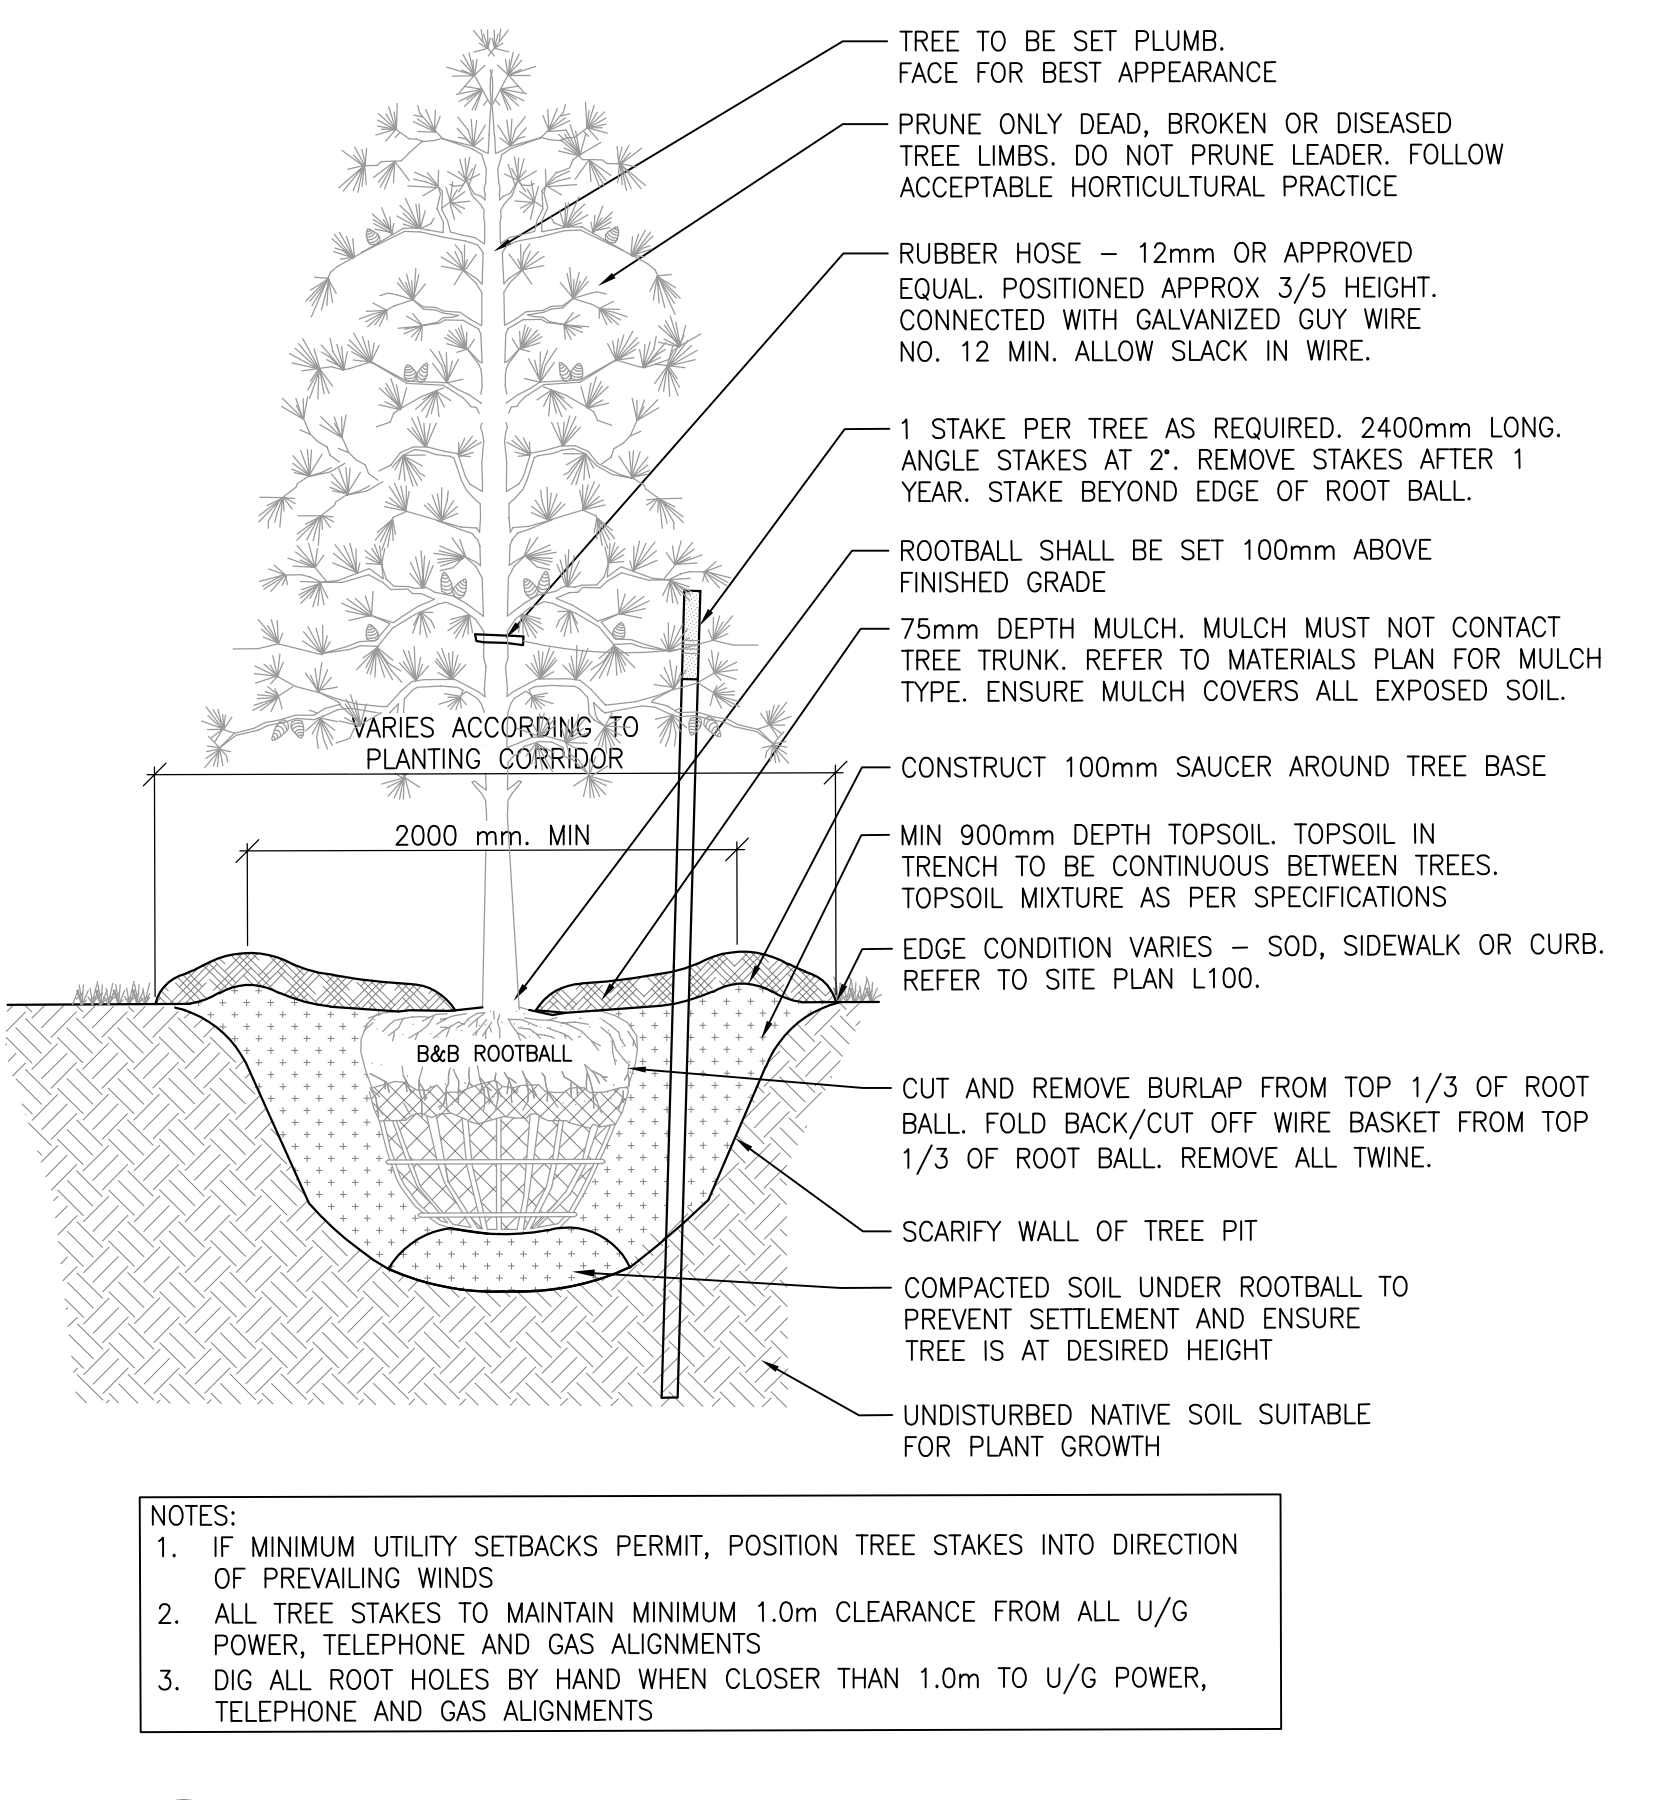 TREE TO BE SET PLUMB.
FACE FOR BEST APPEARANCE
PRUNE ONLY DEAD, BROKEN OR DISEASED
TREE LIMBS. DO NOT PRUNE LEADER. FOLLOW
ACCEPTABLE HORTICULTURAL PRACTICE
RUBBER HOSE – 12mm OR APPROVED
EQUAL. POSITIONED APPROX 3/5 HEIGHT.
CONNECTED WITH GALVANIZED GUY WIRE
NO. 12 MIN. ALLOW SLACK IN WIRE.
1 STAKE PER TREE AS REQUIRED. 2400mm LONG.
ANGLE STAKES AT 2°. REMOVE STAKES AFTER 1
YEAR. STAKE BEYOND EDGE OF ROOT BALL.
ROOTBALL SHALL BE SET 100mm ABOVE
FINISHED GRADE
75mm DEPTH MULCH. MULCH MUST NOT CONTACT
TREE TRUNK. REFER TO MATERIALS PLAN FOR MULCH
TYPE. ENSURE MULCH COVERS ALL EXPOSED SOIL.
VARIES ACCORDING TO
PLANTING CORRIDOR
CONSTRUCT 100mm SAUCER AROUND TREE BASE
2000 mm. MIN
MIN 900mm DEPTH TOPSOIL. TOPSOIL IN
TRENCH TO BE CONTINUOUS BETWEEN TREES.
TOPSOIL MIXTURE AS PER SPECIFICATIONS
EDGE CONDITION VARIES – SOD, SIDEWALK OR CURB.
REFER TO SITE PLAN L100.
B&B ROOTBALL
CUT AND REMOVE BURLAP FROM TOP 1/3 OF ROOT
BALL. FOLD BACK/CUT OFF WIRE BASKET FROM TOP
1/3 OF ROOT BALL. REMOVE ALL TWINE.
SCARIFY WALL OF TREE PIT
COMPACTED SOIL UNDER ROOTBALL TO
PREVENT SETTLEMENT AND ENSURE
TREE IS AT DESIRED HEIGHT
UNDISTURBED NATIVE SOIL SUITABLE
FOR PLANT GROWTH
NOTES:
1. IF MINIMUM UTILITY SETBACKS PERMIT, POSITION TREE STAKES INTO DIRECTION
OF PREVAILING WINDS
2. ALL TREE STAKES TO MAINTAIN MINIMUM 1.0m CLEARANCE FROM ALL U/G
POWER, TELEPHONE AND GAS ALIGNMENTS
3. DIG ALL ROOT HOLES BY HAND WHEN CLOSER THAN 1.0m TO U/G POWER,
TELEPHONE AND GAS ALIGNMENTS